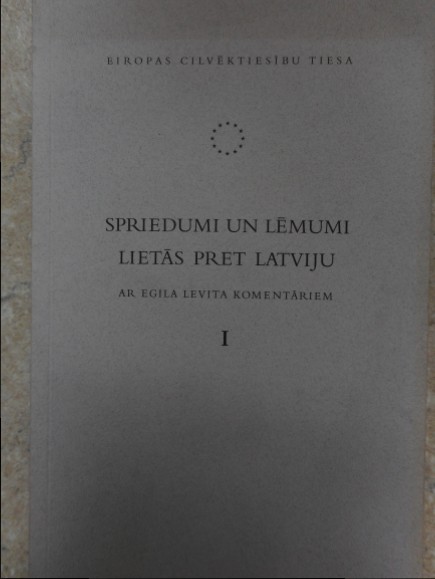 EIROPAS CILVĒKTIESĪBU TIESA
SPRIEDUMI UN LĒMUMI
LIETĀS PRET LATVIJU
AR EGILA LEVITA KOMENTĀRIEM
I